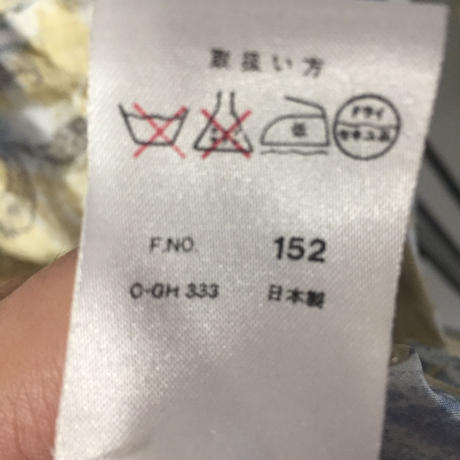 取扱い方
低
ドライ
セキユ系
F.NO. 152
O-GH 333 日本製